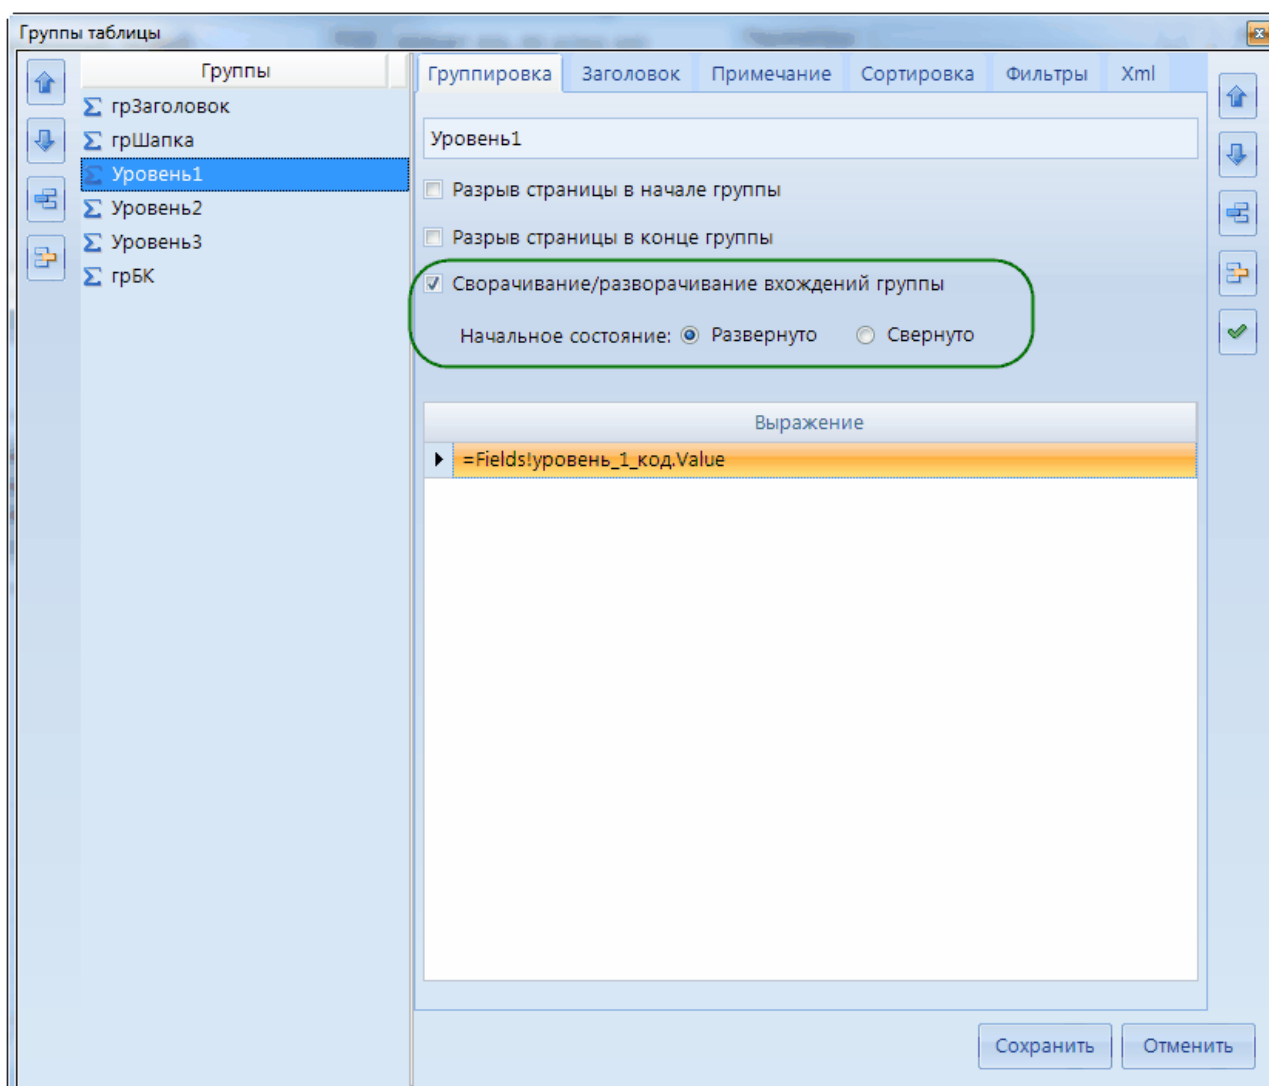 Группы таблицы
Группы
грЗаголовок
грШапка
Уровень1
Уровень2
Уровень3
грБК
Группировка Заголовок Примечание Сортировка Фильтры Xml
Уровень1
Разрыв страницы в начале группы
Разрыв страницы в конце группы
Сворачивание/разворачивание вхождений группы
Начальное состояние: Развернуто Свернуто
Выражение
=Fields!уровень_1_код.Value
Сохранить Отменить